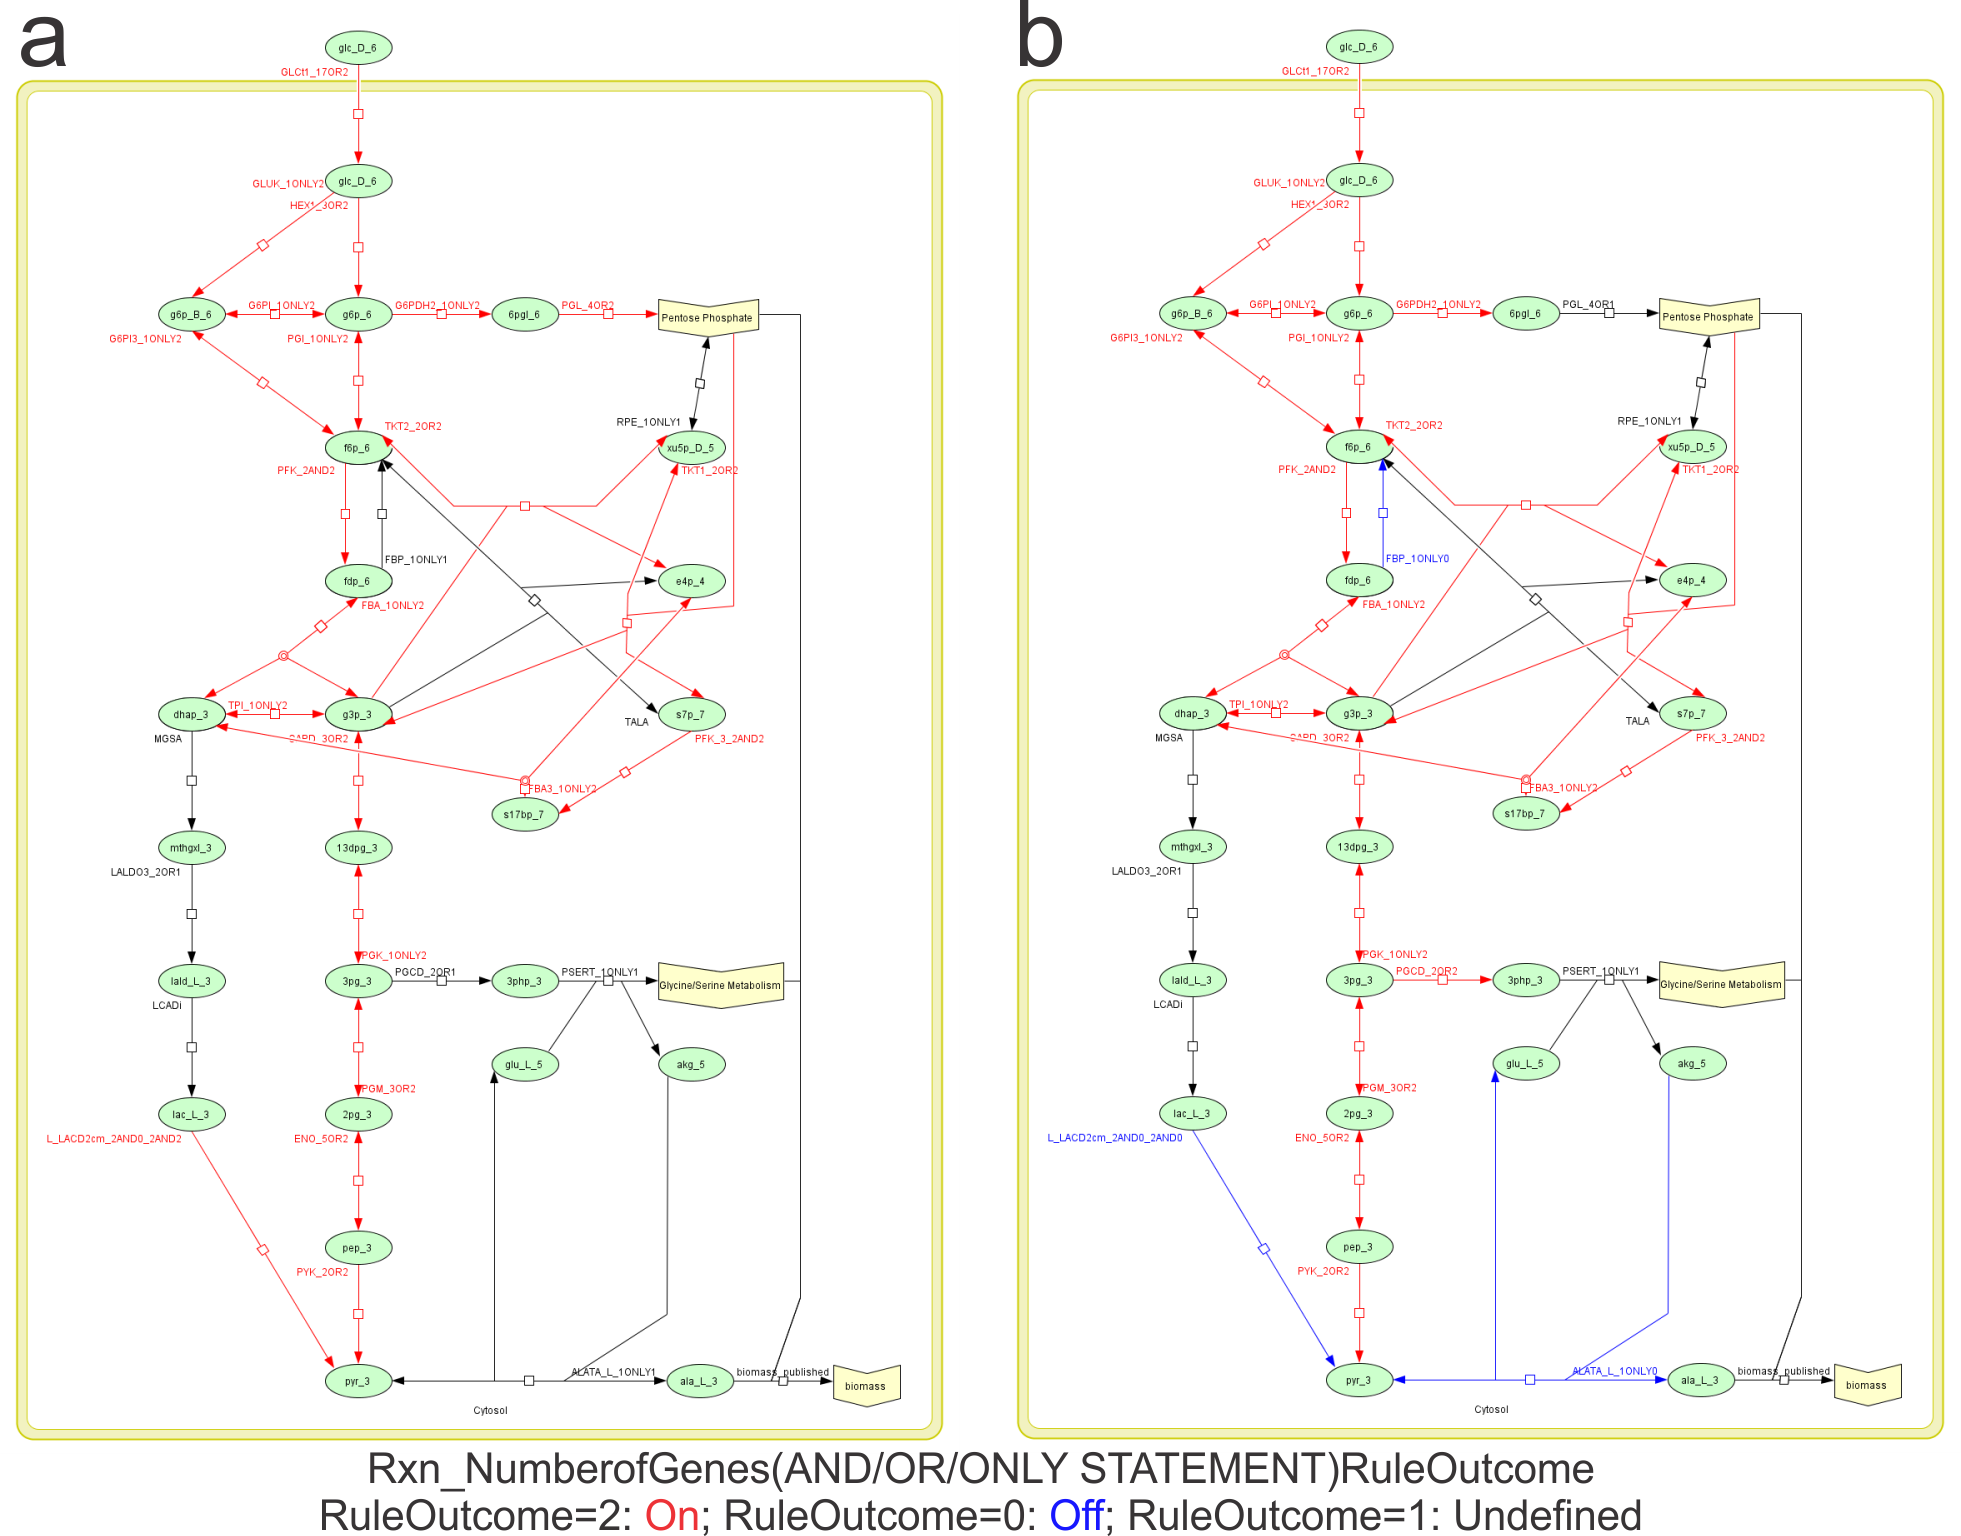 a
glc_D_6
GLCt1_17OR2
GLUK_1ONLY2
glc_D_6
HEX1_3OR2
g6p_B_6
G6PI_1ONLY2
g6p_6
G6PDH2_1ONLY2
6pgl_6
PGL_4OR2
Pentose Phosphate
G6PI3_1ONLY2
PGI_1ONLY2
TKT2_2OR2
RPE_1ONLY1
f6p_6
xu5p_D_5
PFK_2AND2
TKT1_2OR2
FBP_1ONLY1
fdp_6
e4p_4
FBA_1ONLY2
dhap_3
TPI_1ONLY2
g3p_3
s7p_7
TALA
MGSA
GAPD_3OR2
PFK_3_2AND2
FBA3_1ONLY2
s17bp_7
mthgxl_3
13dpg_3
LALDO3_2OR1
PGK_1ONLY2
lald_L_3
3pg_3
PGCD_2OR1
3php_3
PSERT_1ONLY1
Glycine/Serine Metabolism
LCADi
glu_L_5
akg_5
PGM_3OR2
lac_L_3
2pg_3
L_LACD2cm_2AND0_2AND2
ENO_5OR2
pep_3
PYK_2OR2
pyr_3
ALATA_L_1ONLY1
ala_L_3
biomass_published
biomass
Cytosol
b
glc_D_6
GLCt1_17OR2
GLUK_1ONLY2
glc_D_6
HEX1_3OR2
g6p_B_6
G6PI_1ONLY2
g6p_6
G6PDH2_1ONLY2
6pgl_6
PGL_4OR1
Pentose Phosphate
G6PI3_1ONLY2
PGI_1ONLY2
TKT2_2OR2
RPE_1ONLY1
f6p_6
xu5p_D_5
PFK_2AND2
TKT1_2OR2
FBP_1ONLY0
fdp_6
e4p_4
FBA_1ONLY2
dhap_3
TPI_1ONLY2
g3p_3
s7p_7
TALA
MGSA
GAPD_3OR2
PFK_3_2AND2
FBA3_1ONLY2
s17bp_7
mthgxl_3
13dpg_3
LALDO3_2OR1
PGK_1ONLY2
lald_L_3
3pg_3
PGCD_2OR2
3php_3
PSERT_1ONLY1
Glycine/Serine Metabolism
LCADi
glu_L_5
akg_5
PGM_3OR2
lac_L_3
2pg_3
L_LACD2cm_2AND0_2AND0
ENO_5OR2
pep_3
PYK_2OR2
pyr_3
ALATA_L_1ONLY0
ala_L_3
biomass_published
biomass
Cytosol
Rxn_NumberofGenes(AND/OR/ONLY STATEMENT)RuleOutcome
RuleOutcome=2: On; RuleOutcome=0: Off; RuleOutcome=1: Undefined